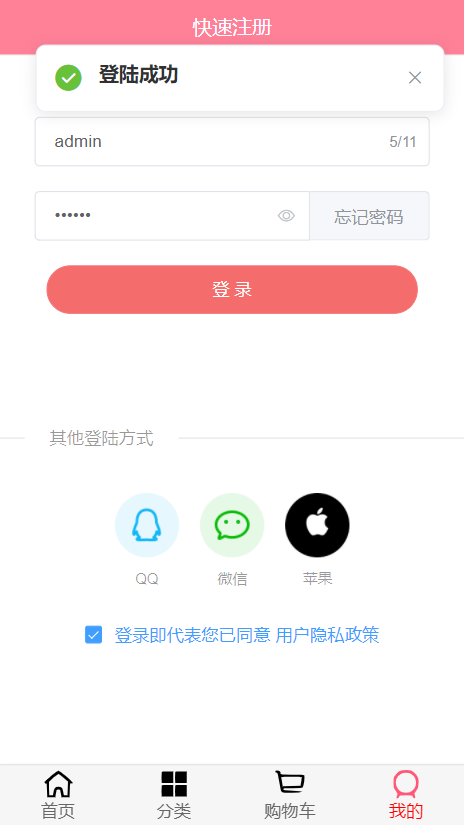 快速注册
登陆成功
admin
5/11
••••••
忘记密码
登 录
其他登陆方式
QQ
微信
苹果
登录即代表您已同意 用户隐私政策
首页
分类
购物车
我的